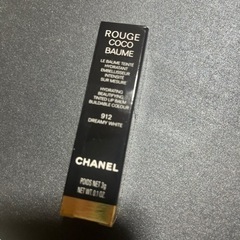 ROUGE
COCO
BAUME
LE BAUME TEINTÉ
HYDRATANT
EMBELLISSEUR
INTENSITÉ
SUR MESURE
HYDRATING
BEAUTIFYING
TINTED LIP BALM
BUILDABLE COLOUR
912
DREAMY WHITE
CHANEL
POIDS NET 3g
NET WT. 0.1 OZ.